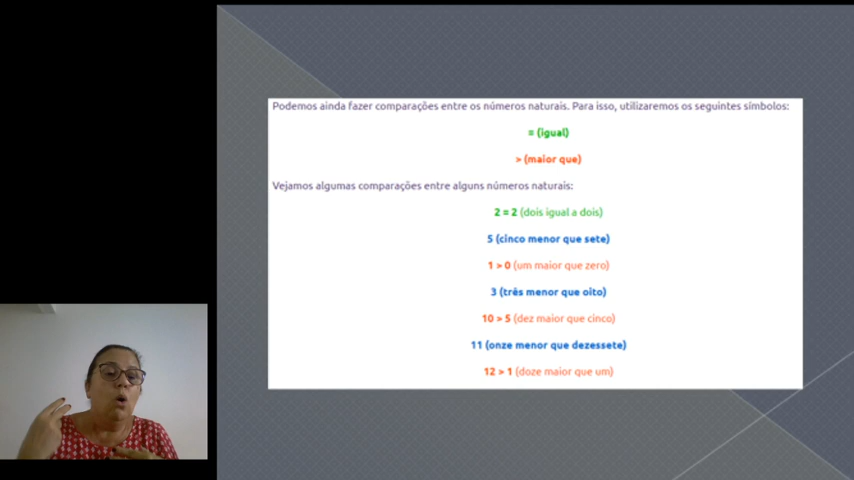 Podemos ainda fazer comparações entre os números naturais. Para isso, utilizaremos os seguintes símbolos:
= (igual)
> (maior que)
Vejamos algumas comparações entre alguns números naturais:
2 = 2 (dois igual a dois)
5 (cinco menor que sete)
1 > 0 (um maior que zero)
3 (três menor que oito)
10 > 5 (dez maior que cinco)
11 (onze menor que dezessete)
12 > 1 (doze maior que um)